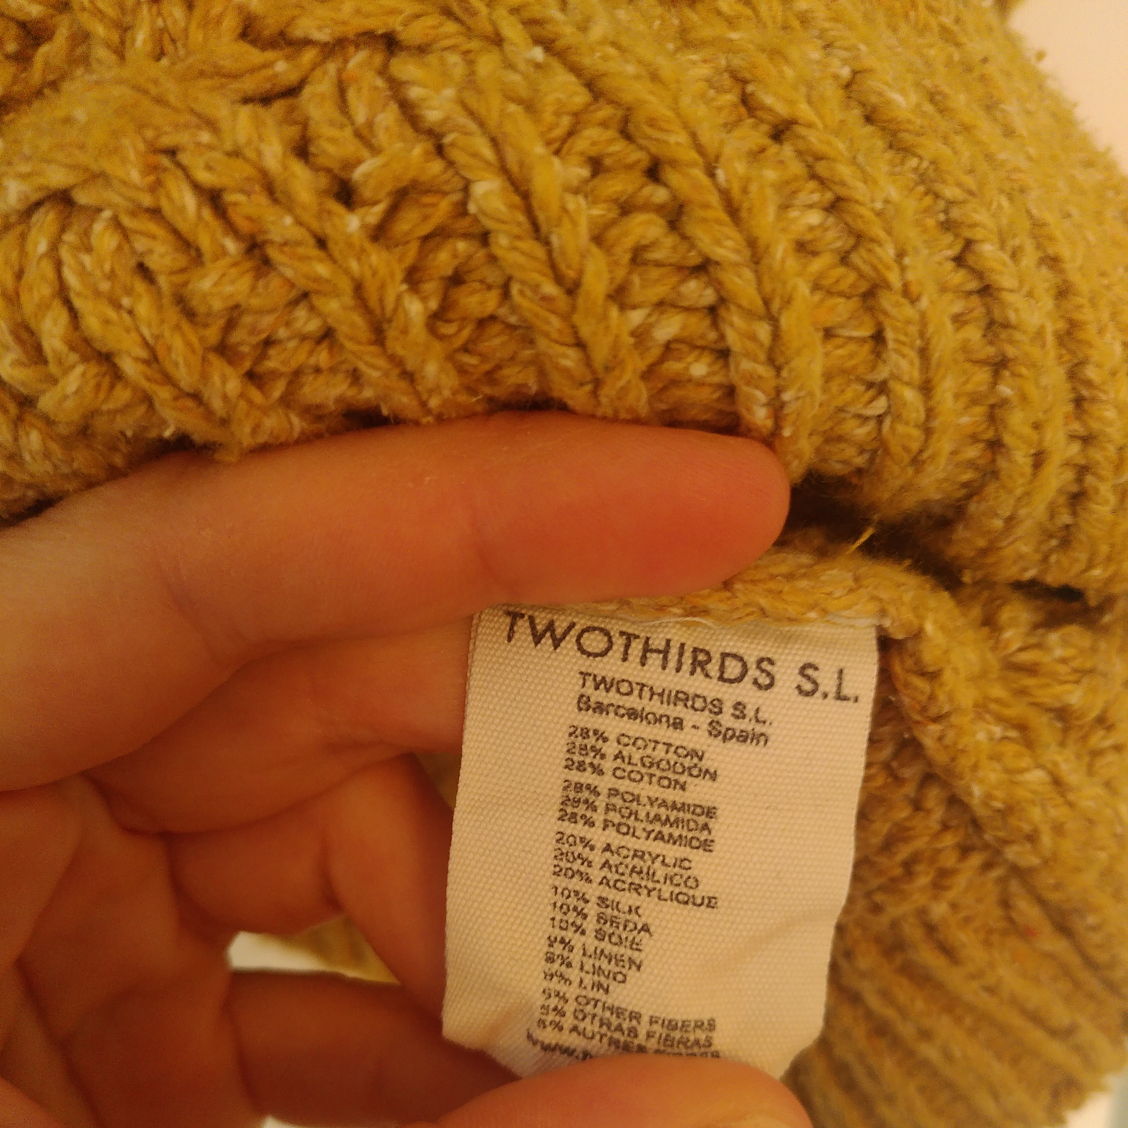 TWOTHIRDS S.L.
TWOTHIRDS S.L.
Barcelona - Spain
28% COTTON
28% ALGODÓN
28% COTON
28% POLYAMIDE
28% POLIAMIDA
28% POLYAMIDE
20% ACRYLIC
20% ACRÍLICO
20% ACRYLIQUE
10% SILK
10% SEDA
10% SOIE
9% LINEN
9% LINO
9% LIN
5% OTHER FIBERS
5% OTRAS FIBRAS
5% AUTRES